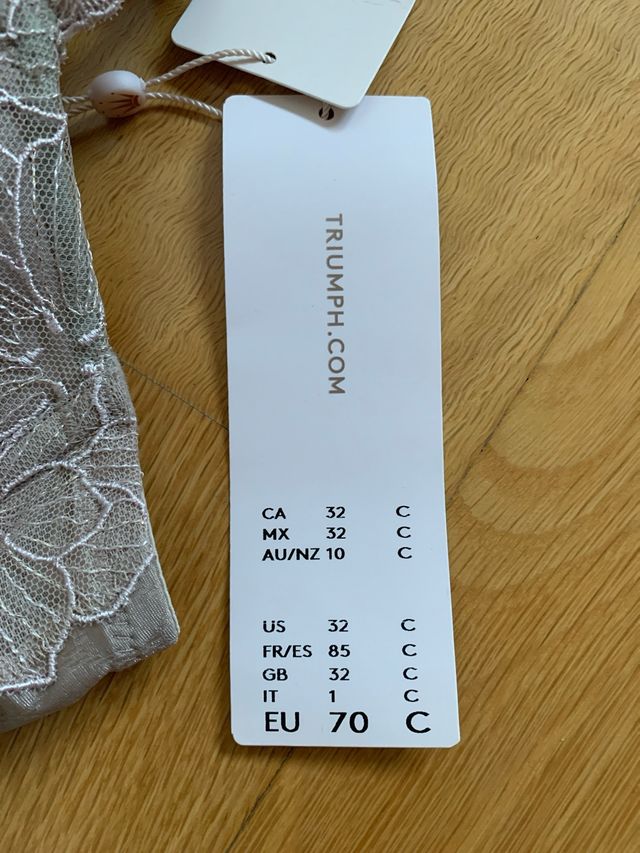 TRIUMPH.COM
CA 32 C
MX 32 C
AU/NZ 10 C
US 32 C
FR/ES 85 C
GB 32 C
IT 1 C
EU 70 C